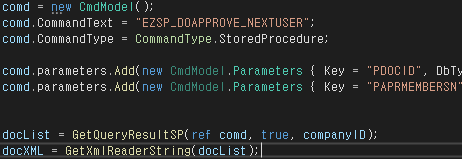 comd = new CmdModel();
comd.CommandText = "EZSP_DOAPPROVE_NEXTUSER";
comd.CommandType = CommandType.StoredProcedure;
comd.parameters.Add(new CmdModel.Parameters { Key = "PDOCID", DbTy
comd.parameters.Add(new CmdModel.Parameters { Key = "PAPRMEMBERSN"
docList = GetQueryResultSP(ref comd, true, companyID);
docXML = GetXmlReaderString(docList);